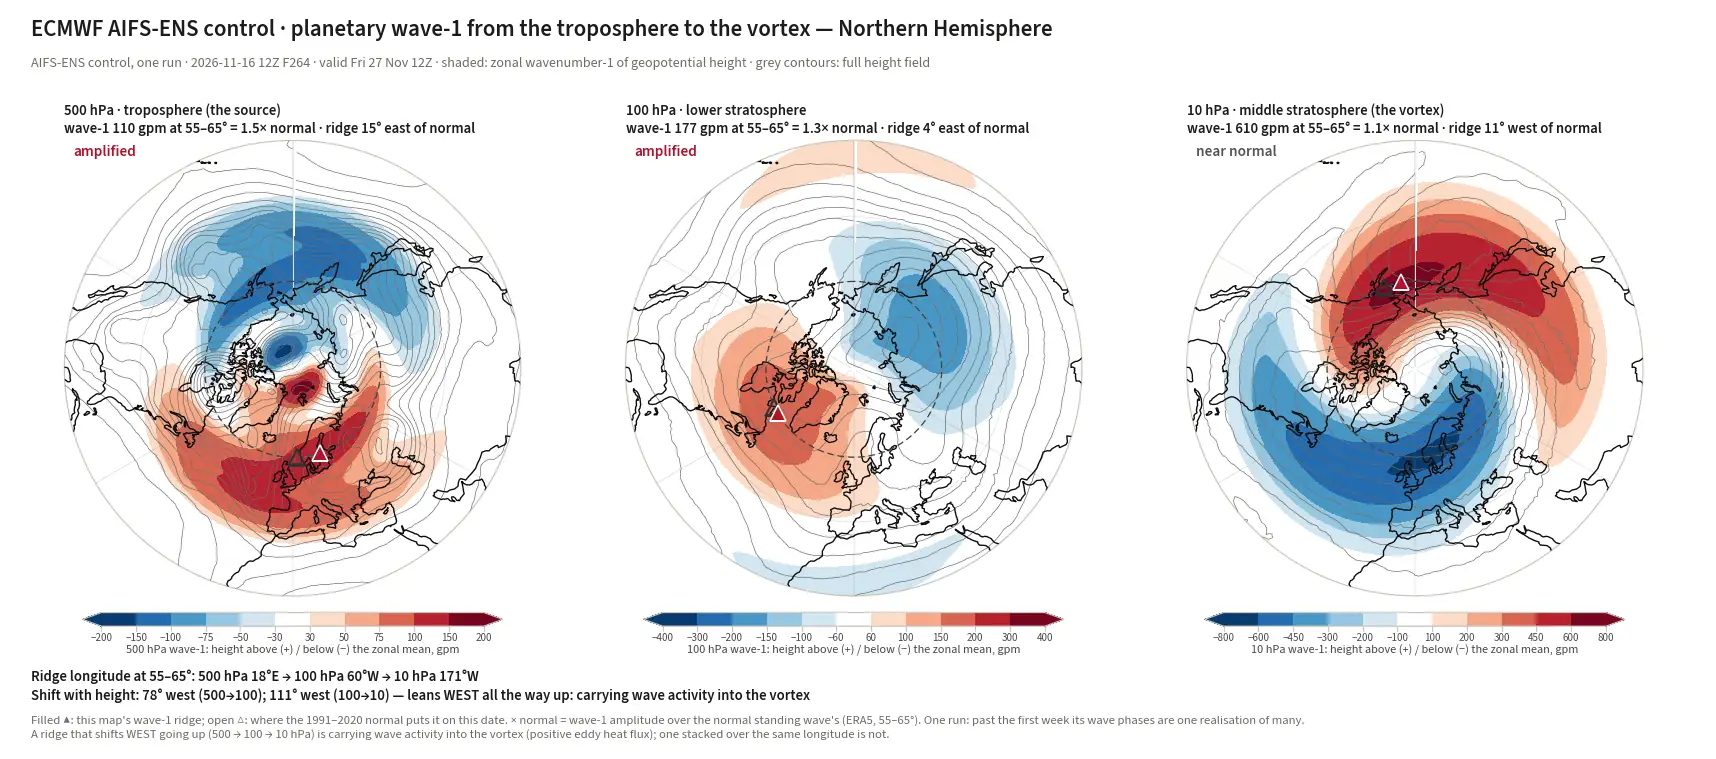 ECMWF AIFS-ENS control · planetary wave-1 from the troposphere to the vortex — Northern Hemisphere
AIFS-ENS control, one run · 2026-11-16 12Z F264 · valid Fri 27 Nov 12Z · shaded: zonal wavenumber-1 of geopotential height · grey contours: full height field
500 hPa · troposphere (the source)
wave-1 110 gpm at 55–65° = 1.5× normal · ridge 15° east of normal
amplified
100 hPa · lower stratosphere
wave-1 177 gpm at 55–65° = 1.3× normal · ridge 4° east of normal
amplified
10 hPa · middle stratosphere (the vortex)
wave-1 610 gpm at 55–65° = 1.1× normal · ridge 11° west of normal
near normal
−200 −150 −100 −75 −50 −30 30 50 75 100 150 200
500 hPa wave-1: height above (+) / below (−) the zonal mean, gpm
−400 −300 −200 −150 −100 −60 60 100 150 200 300 400
100 hPa wave-1: height above (+) / below (−) the zonal mean, gpm
−800 −600 −450 −300 −200 −100 100 200 300 450 600 800
10 hPa wave-1: height above (+) / below (−) the zonal mean, gpm
Ridge longitude at 55–65°: 500 hPa 18°E → 100 hPa 60°W → 10 hPa 171°W
Shift with height: 78° west (500→100); 111° west (100→10) — leans WEST all the way up: carrying wave activity into the vortex
Filled ▲: this map's wave-1 ridge; open △: where the 1991–2020 normal puts it on this date. × normal = wave-1 amplitude over the normal standing wave's (ERA5, 55–65°). One run: past the first week its wave phases are one realisation of many.
A ridge that shifts WEST going up (500 → 100 → 10 hPa) is carrying wave activity into the vortex (positive eddy heat flux); one stacked over the same longitude is not.